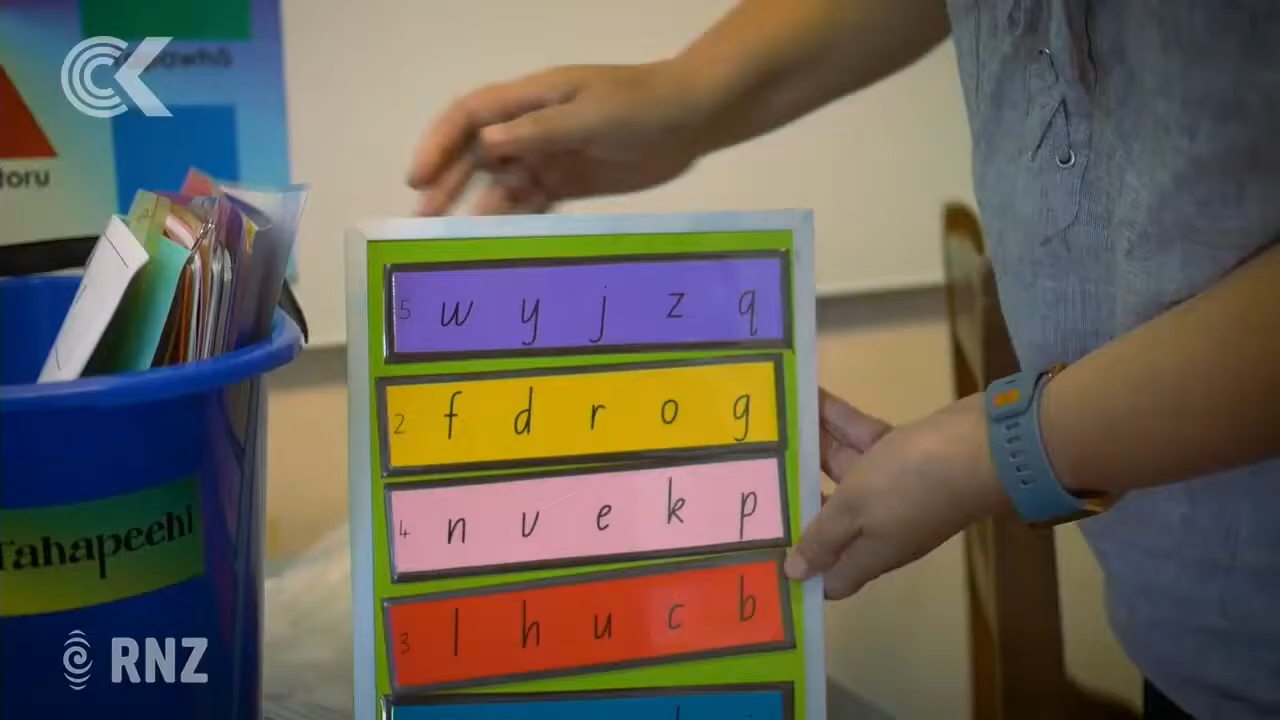 toru
5 w y j z q
2 f d r o g
4 n v e k p
3 l h u c b
Tahapeehi
RNZ